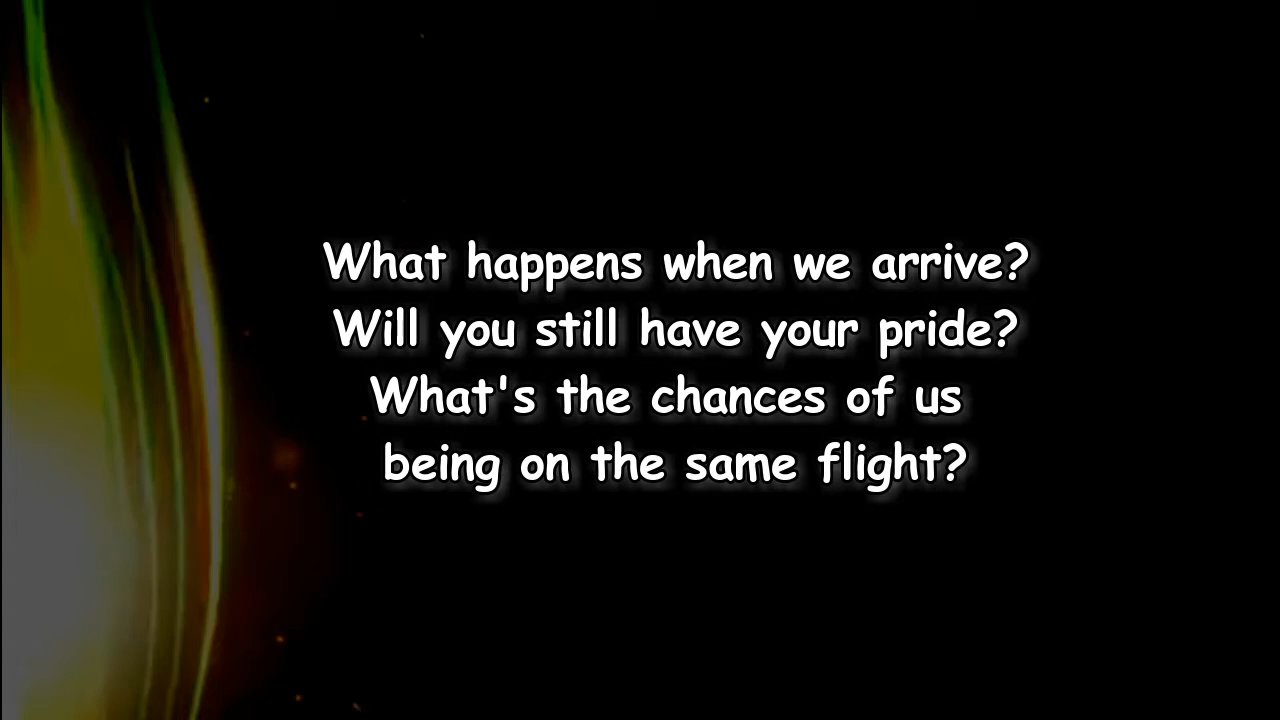 What happens when we arrive?
Will you still have your pride?
What's the chances of us
being on the same flight?